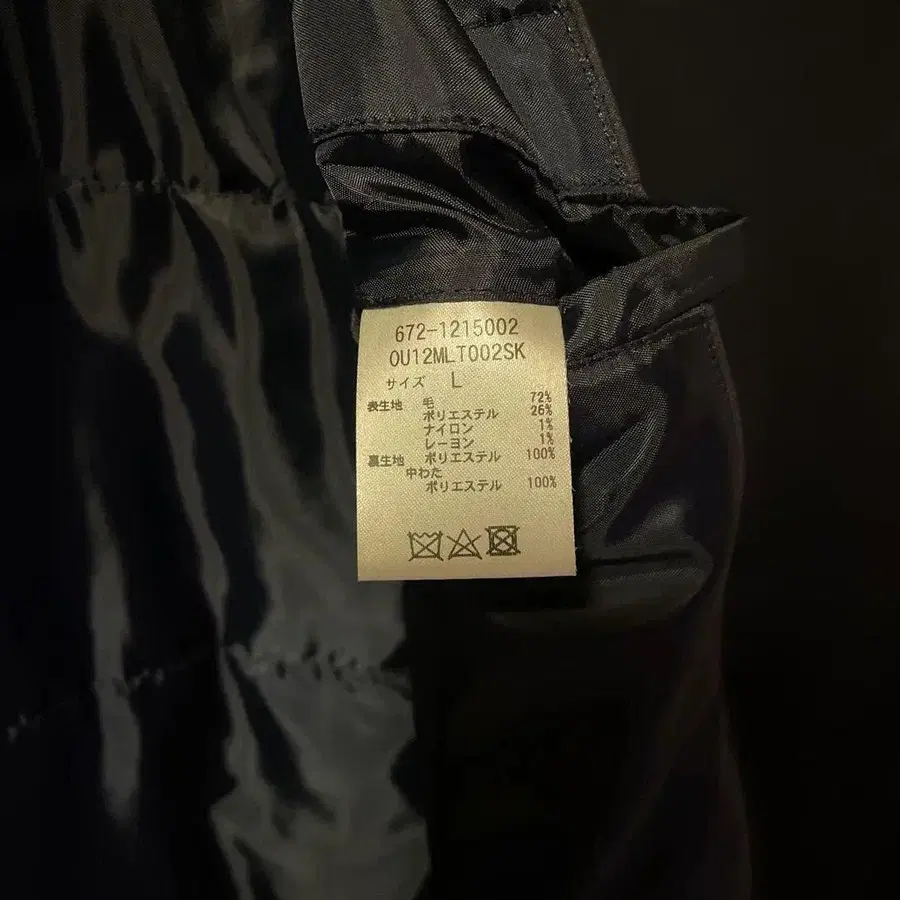 672-1215002
OU12MLT002SK
サイズ L
表生地 毛 72%
ポリエステル 26%
ナイロン 1%
レーヨン 1%
裏生地 ポリエステル 100%
中わた
ポリエステル 100%